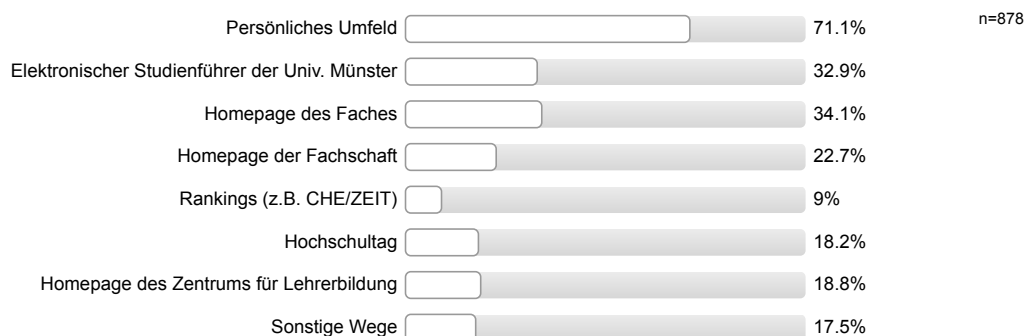 Persönliches Umfeld 71.1% n=878
Elektronischer Studienführer der Univ. Münster 32.9%
Homepage des Faches 34.1%
Homepage der Fachschaft 22.7%
Rankings (z.B. CHE/ZEIT) 9%
Hochschultag 18.2%
Homepage des Zentrums für Lehrerbildung 18.8%
Sonstige Wege 17.5%